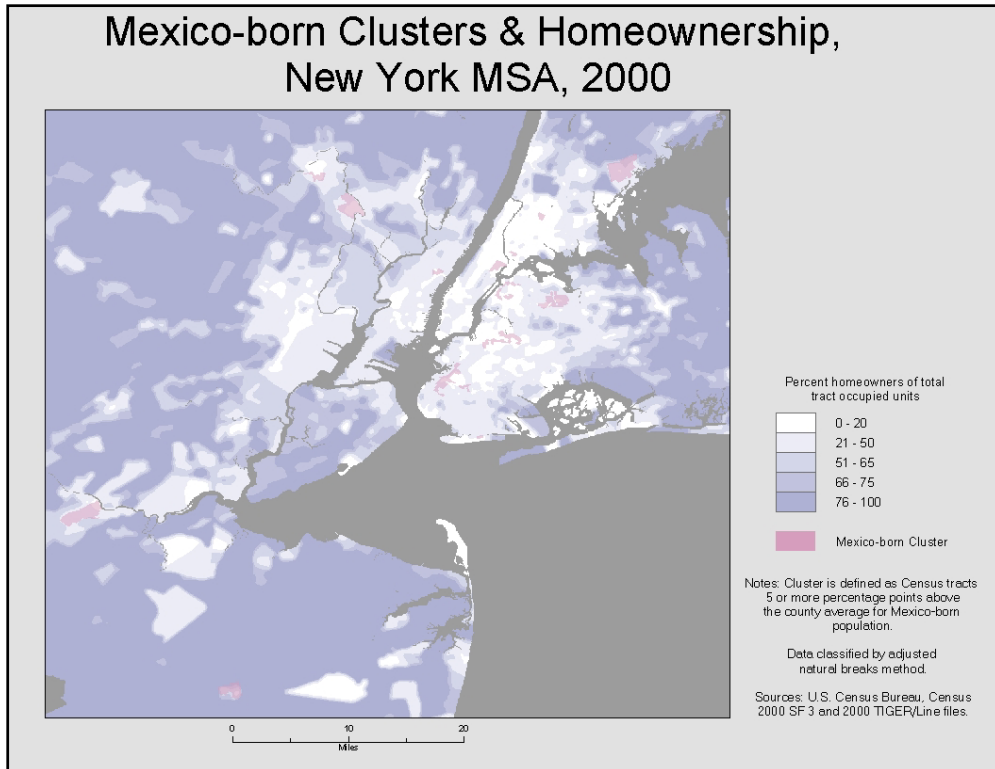 Mexico-born Clusters & Homeownership,
New York MSA, 2000
Percent homeowners of total
tract occupied units
0 - 20
21 - 50
51 - 65
66 - 75
76 - 100
Mexico-born Cluster
Notes: Cluster is defined as Census tracts
5 or more percentage points above
the county average for Mexico-born
population.
Data classified by adjusted
natural breaks method.
Sources: U.S. Census Bureau, Census
2000 SF 3 and 2000 TIGER/Line files.
0 10 20
Miles